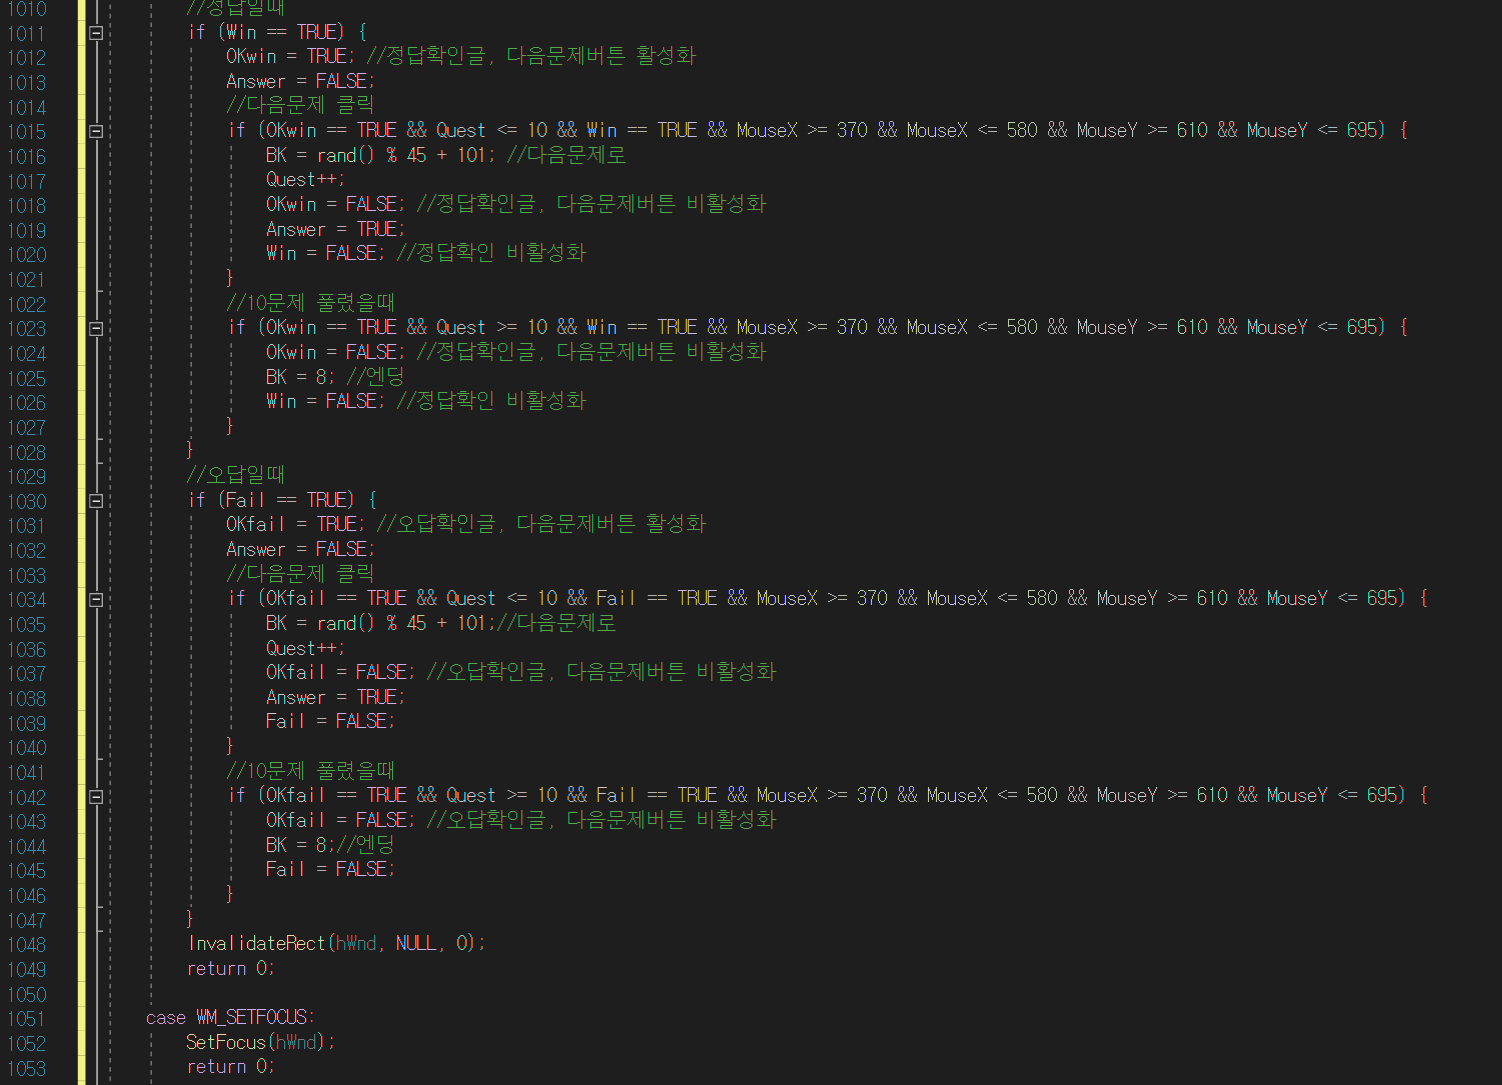 1010 //정답일때
1011 if (Win == TRUE) {
1012 OKwin = TRUE; //정답확인글, 다음문제버튼 활성화
1013 Answer = FALSE;
1014 //다음문제 클릭
1015 if (OKwin == TRUE && Quest <= 10 && Win == TRUE && MouseX >= 370 && MouseX <= 580 && MouseY >= 610 && MouseY <= 695) {
1016 BK = rand() % 45 + 101; //다음문제로
1017 Quest++;
1018 OKwin = FALSE; //정답확인글, 다음문제버튼 비활성화
1019 Answer = TRUE;
1020 Win = FALSE; //정답확인 비활성화
1021 }
1022 //10문제 풀렸을때
1023 if (OKwin == TRUE && Quest >= 10 && Win == TRUE && MouseX >= 370 && MouseX <= 580 && MouseY >= 610 && MouseY <= 695) {
1024 OKwin = FALSE; //정답확인글, 다음문제버튼 비활성화
1025 BK = 8; //엔딩
1026 Win = FALSE; //정답확인 비활성화
1027 }
1028 }
1029 //오답일때
1030 if (Fail == TRUE) {
1031 OKfail = TRUE; //오답확인글, 다음문제버튼 활성화
1032 Answer = FALSE;
1033 //다음문제 클릭
1034 if (OKfail == TRUE && Quest <= 10 && Fail == TRUE && MouseX >= 370 && MouseX <= 580 && MouseY >= 610 && MouseY <= 695) {
1035 BK = rand() % 45 + 101;//다음문제로
1036 Quest++;
1037 OKfail = FALSE; //오답확인글, 다음문제버튼 비활성화
1038 Answer = TRUE;
1039 Fail = FALSE;
1040 }
1041 //10문제 풀렸을때
1042 if (OKfail == TRUE && Quest >= 10 && Fail == TRUE && MouseX >= 370 && MouseX <= 580 && MouseY >= 610 && MouseY <= 695) {
1043 OKfail = FALSE; //오답확인글, 다음문제버튼 비활성화
1044 BK = 8;//엔딩
1045 Fail = FALSE;
1046 }
1047 }
1048 InvalidateRect(hWnd, NULL, 0);
1049 return 0;
1050
1051 case WM_SETFOCUS:
1052 SetFocus(hWnd);
1053 return 0;